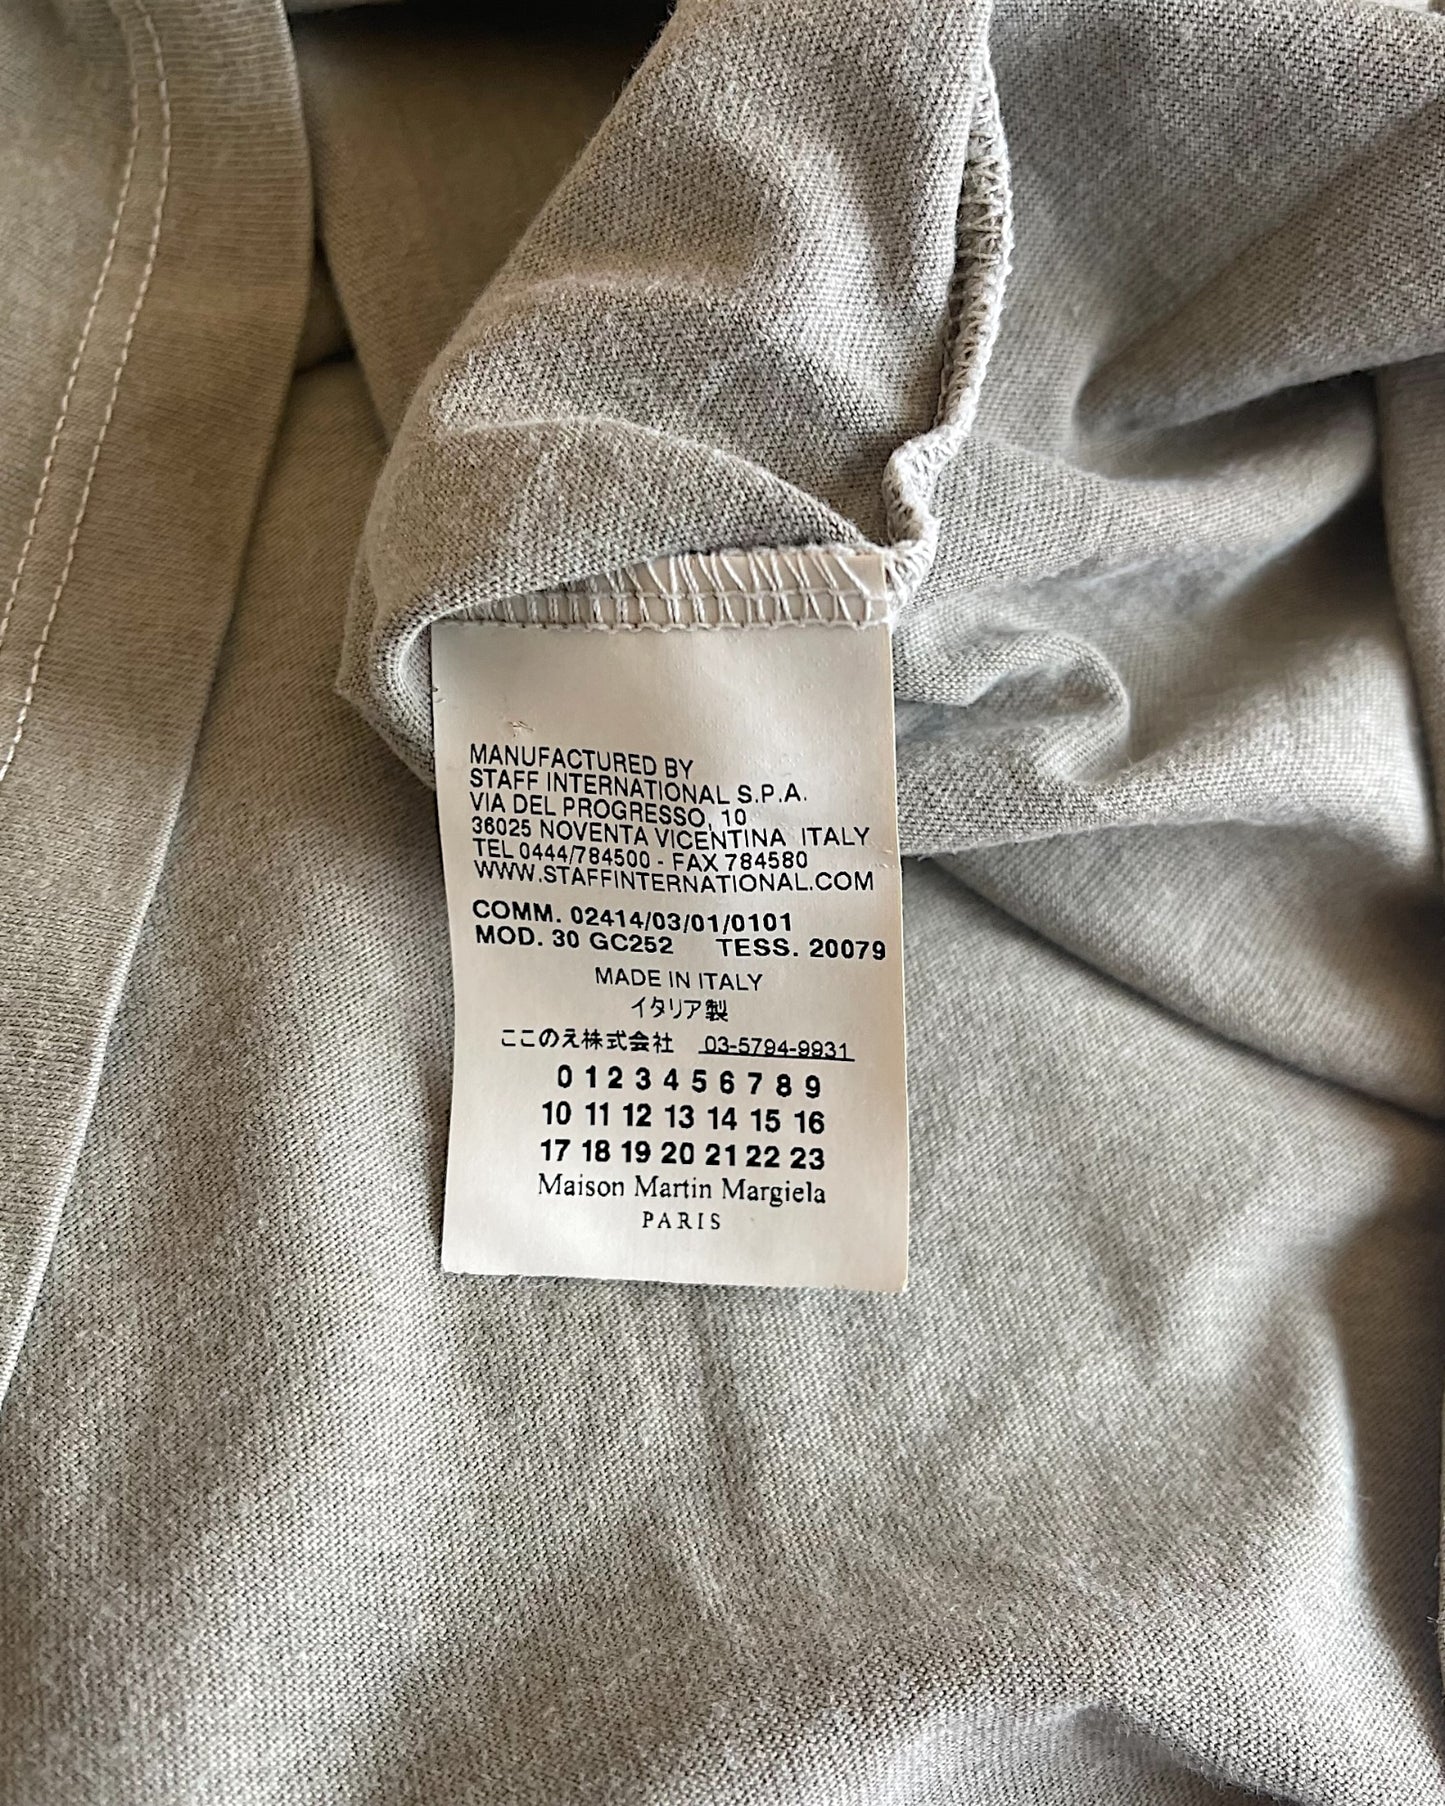 MANUFACTURED BY
STAFF INTERNATIONAL S.P.A.
VIA DEL PROGRESSO, 10
36025 NOVENTA VICENTINA ITALY
TEL 0444/784500 - FAX 784580
WWW.STAFFINTERNATIONAL.COM
COMM. 02414/03/01/0101
MOD. 30 GC252 TESS. 20079
MADE IN ITALY
イタリア製
ここのえ株式会社 03-5794-9931
0 1 2 3 4 5 6 7 8 9
10 11 12 13 14 15 16
17 18 19 20 21 22 23
Maison Martin Margiela
PARIS